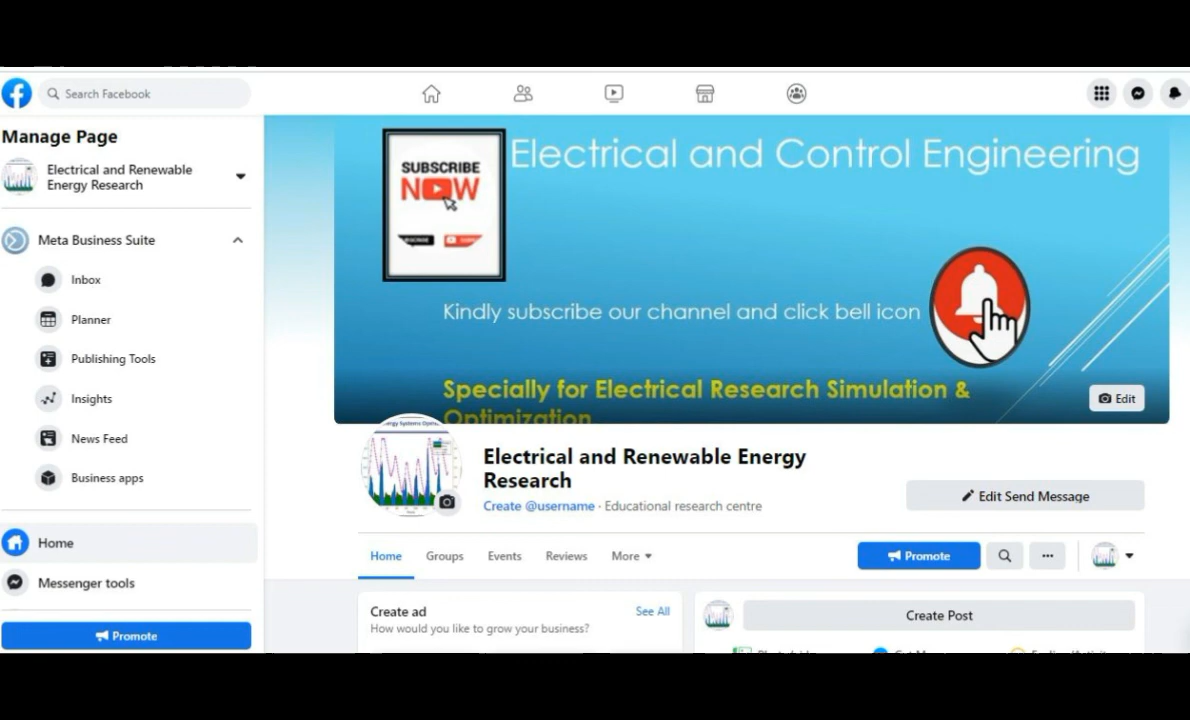 Search Facebook
Manage Page
Electrical and Renewable
Energy Research
Meta Business Suite
Inbox
Planner
Publishing Tools
Insights
News Feed
Business apps
Home
Messenger tools
Promote
SUBSCRIBE
NOW
Electrical and Control Engineering
Kindly subscribe our channel and click bell icon
Specially for Electrical Research Simulation &
Optimization
Edit
Electrical and Renewable Energy
Research
Create @username · Educational research centre
Edit Send Message
Home Groups Events Reviews More
Promote
Create ad
See All
How would you like to grow your business?
Create Post